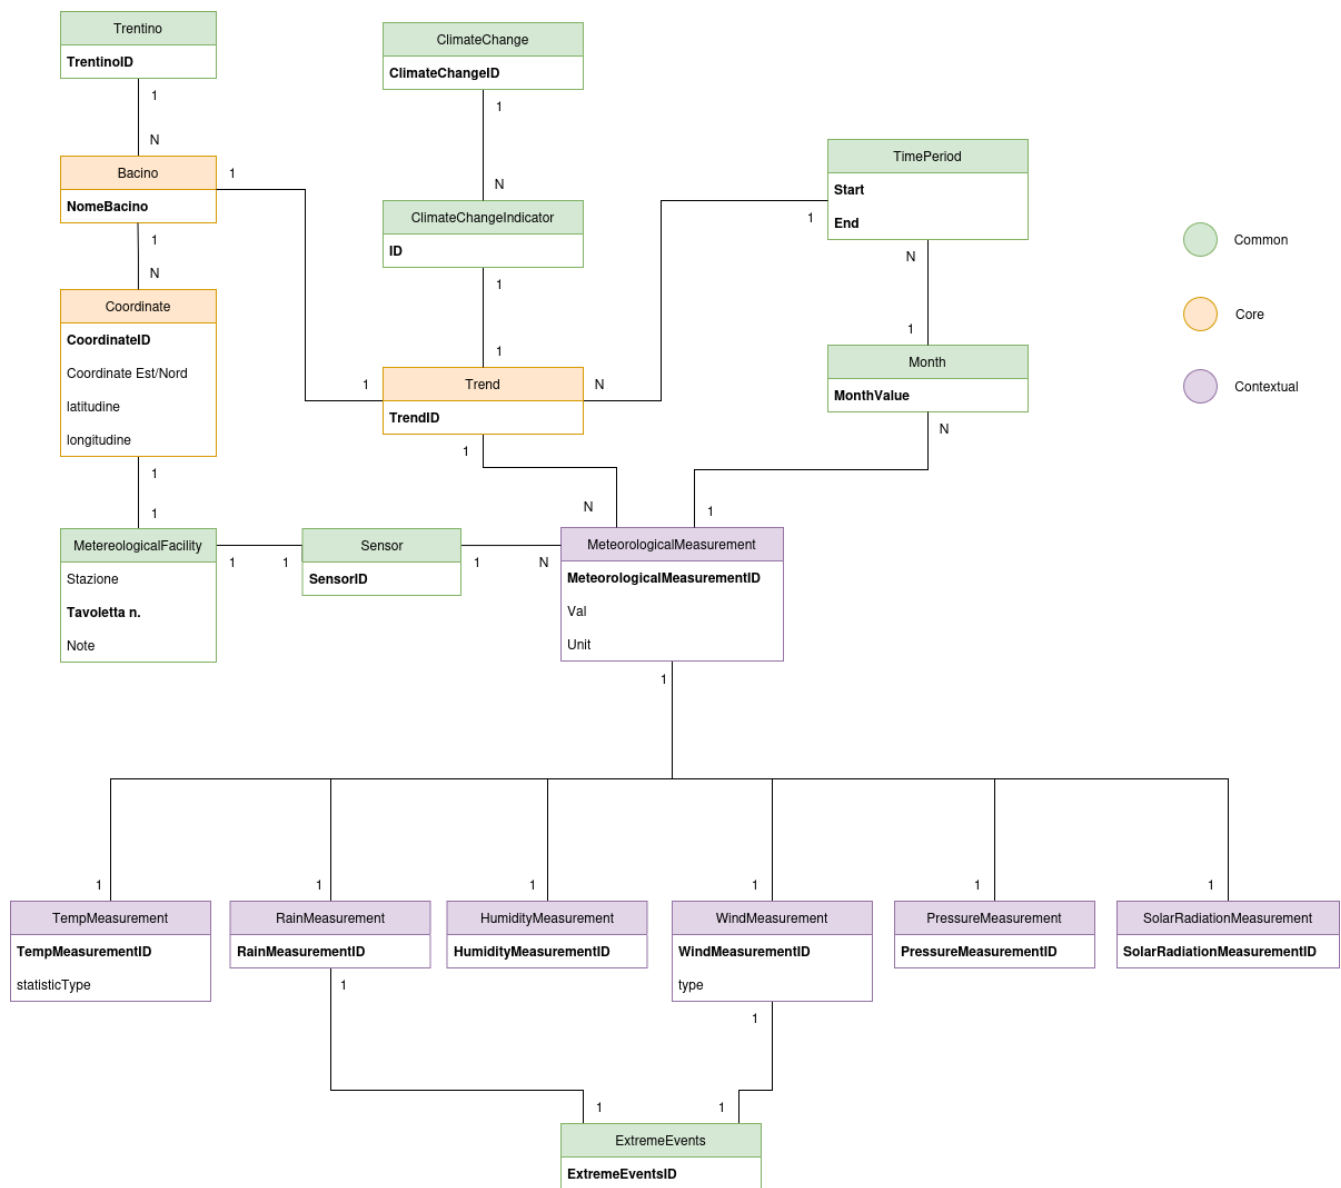 Trentino
TrentinoID
1
N
Bacino
NomeBacino
1
N
Coordinate
CoordinateID
Coordinate Est/Nord
latitudine
longitudine
1
1
MetereologicalFacility
Stazione
Tavoletta n.
Note
1
1
Sensor
SensorID
1
N
ClimateChange
ClimateChangeID
1
N
ClimateChangeIndicator
ID
1
1
Trend
TrendID
1
1
N
1
1
N
TimePeriod
Start
End
N
1
Month
MonthValue
N
1
MeteorologicalMeasurement
MeteorologicalMeasurementID
Val
Unit
1
Common
Core
Contextual
1
1
1
1
1
1
TempMeasurement
TempMeasurementID
statisticType
RainMeasurement
RainMeasurementID
HumidityMeasurement
HumidityMeasurementID
WindMeasurement
WindMeasurementID
type
PressureMeasurement
PressureMeasurementID
SolarRadiationMeasurement
SolarRadiationMeasurementID
1
1
1
1
ExtremeEvents
ExtremeEventsID